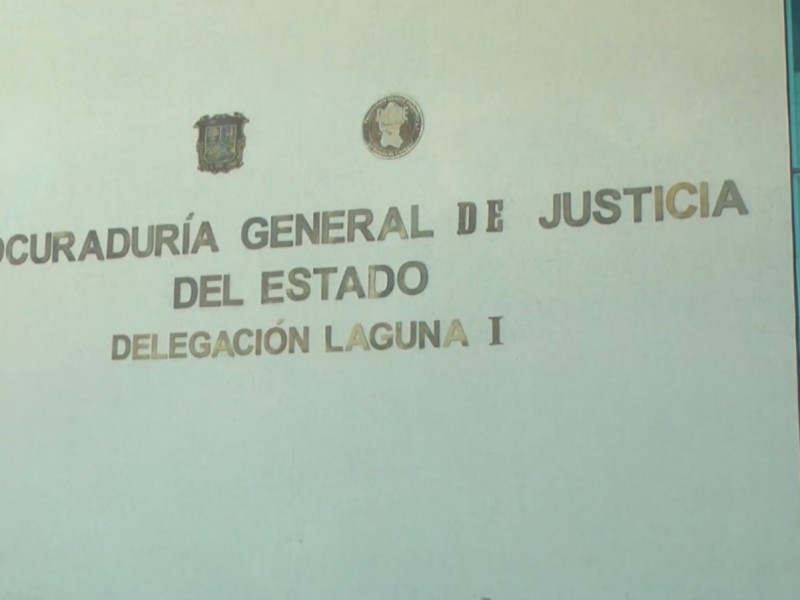 OCURADURÍA GENERAL DE JUSTICIA
DEL ESTADO
DELEGACIÓN LAGUNA I